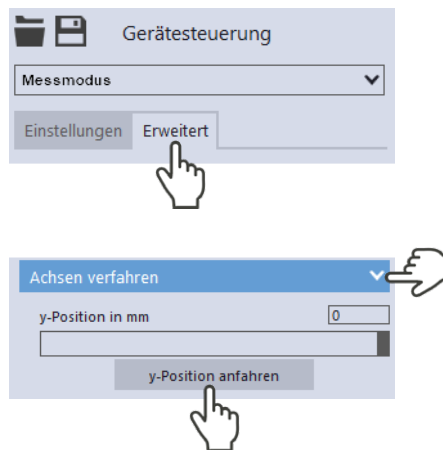 Gerätesteuerung
Messmodus
Einstellungen Erweitert
Achsen verfahren
y-Position in mm 0
y-Position anfahren